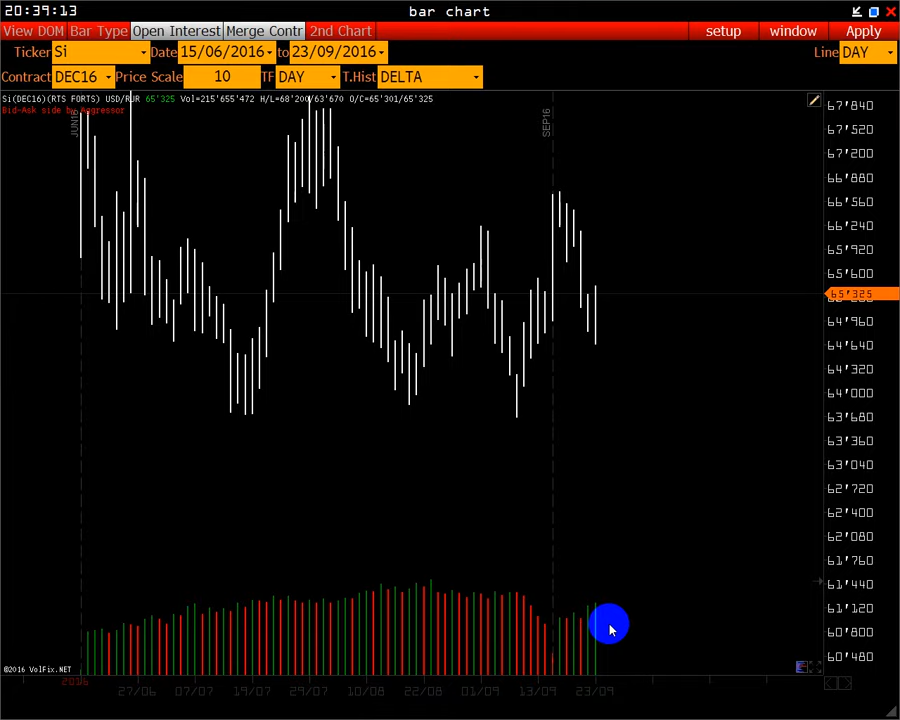 20:39:13 bar chart
View DOM Bar Type Open Interest Merge Contr 2nd Chart setup window Apply
Ticker Si Date 15/06/2016 to 23/09/2016 Line DAY
Contract DEC16 Price Scale 10 TF DAY T.Hist DELTA
Si(DEC16)(RTS FORTS) USD/RUR 65'325 Vol=215'655'472 H/L=68'200/63'670 O/C=65'301/65'325
Bid-Ask side by Aggressor
JUN16
SEP16
67'840
67'520
67'200
66'880
66'560
66'240
65'920
65'600
65'325
64'960
64'640
64'320
64'000
63'680
63'360
63'040
62'720
62'400
62'080
61'760
61'440
61'120
60'800
60'480
©2016 VolFix.NET
2016 27/06 07/07 19/07 29/07 10/08 22/08 01/09 13/09 23/09